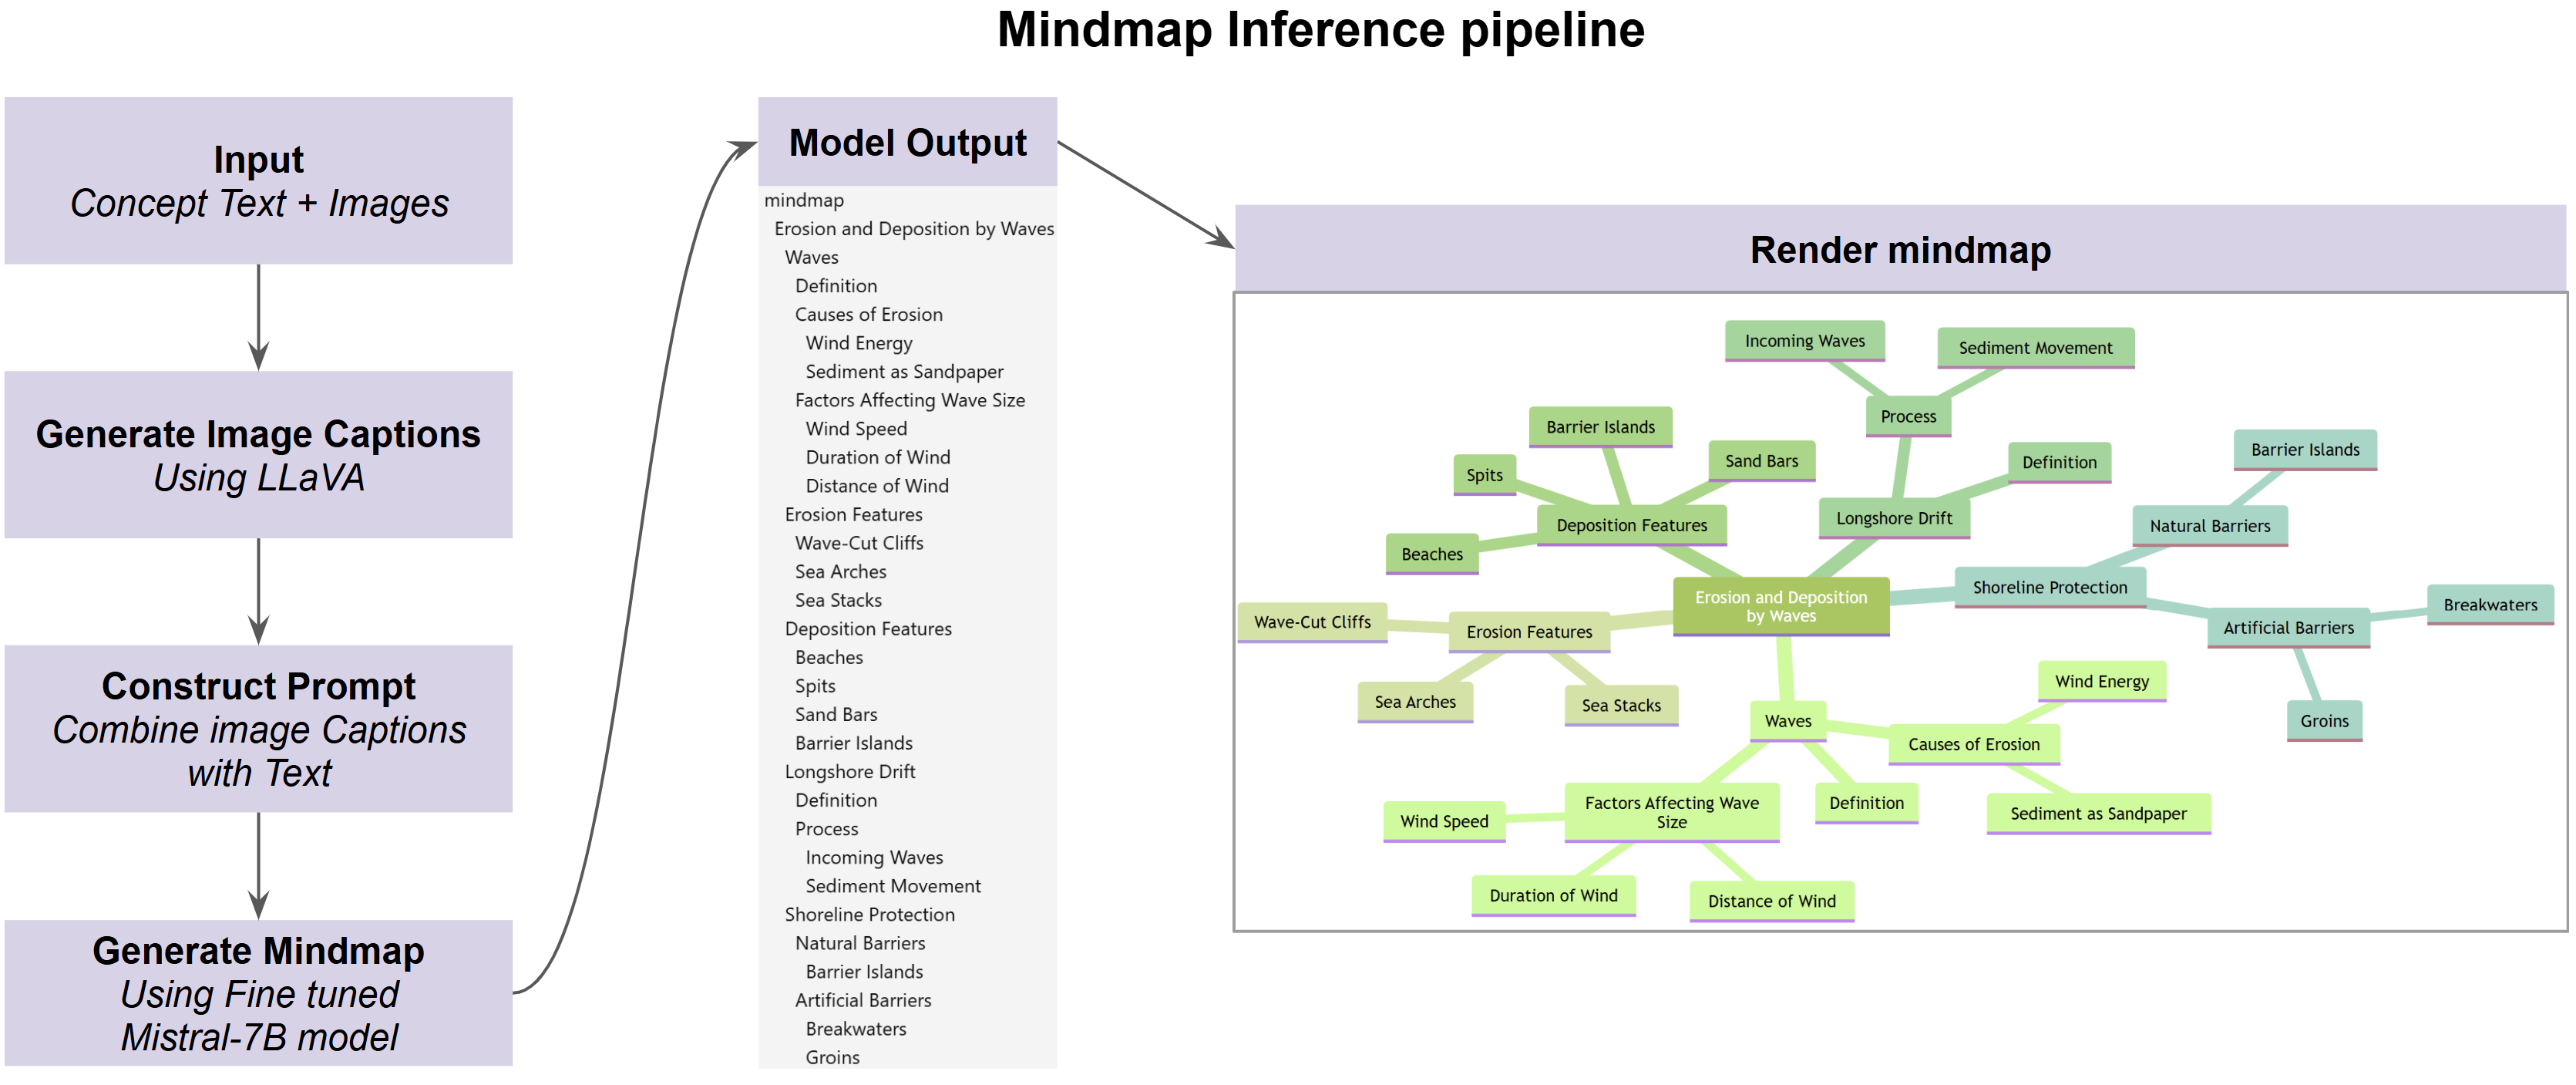 Mindmap Inference pipeline
Input
Concept Text + Images
Generate Image Captions
Using LLaVA
Construct Prompt
Combine image Captions
with Text
Generate Mindmap
Using Fine tuned
Mistral-7B model
Model Output
mindmap
Erosion and Deposition by Waves
Waves
Definition
Causes of Erosion
Wind Energy
Sediment as Sandpaper
Factors Affecting Wave Size
Wind Speed
Duration of Wind
Distance of Wind
Erosion Features
Wave-Cut Cliffs
Sea Arches
Sea Stacks
Deposition Features
Beaches
Spits
Sand Bars
Barrier Islands
Longshore Drift
Definition
Process
Incoming Waves
Sediment Movement
Shoreline Protection
Natural Barriers
Barrier Islands
Artificial Barriers
Breakwaters
Groins
Render mindmap
Incoming Waves
Sediment Movement
Process
Barrier Islands
Sand Bars
Spits
Definition
Barrier Islands
Deposition Features
Longshore Drift
Natural Barriers
Beaches
Erosion and Deposition
by Waves
Shoreline Protection
Breakwaters
Wave-Cut Cliffs
Erosion Features
Artificial Barriers
Sea Arches
Sea Stacks
Waves
Wind Energy
Groins
Causes of Erosion
Wind Speed
Factors Affecting Wave
Size
Definition
Sediment as Sandpaper
Duration of Wind
Distance of Wind